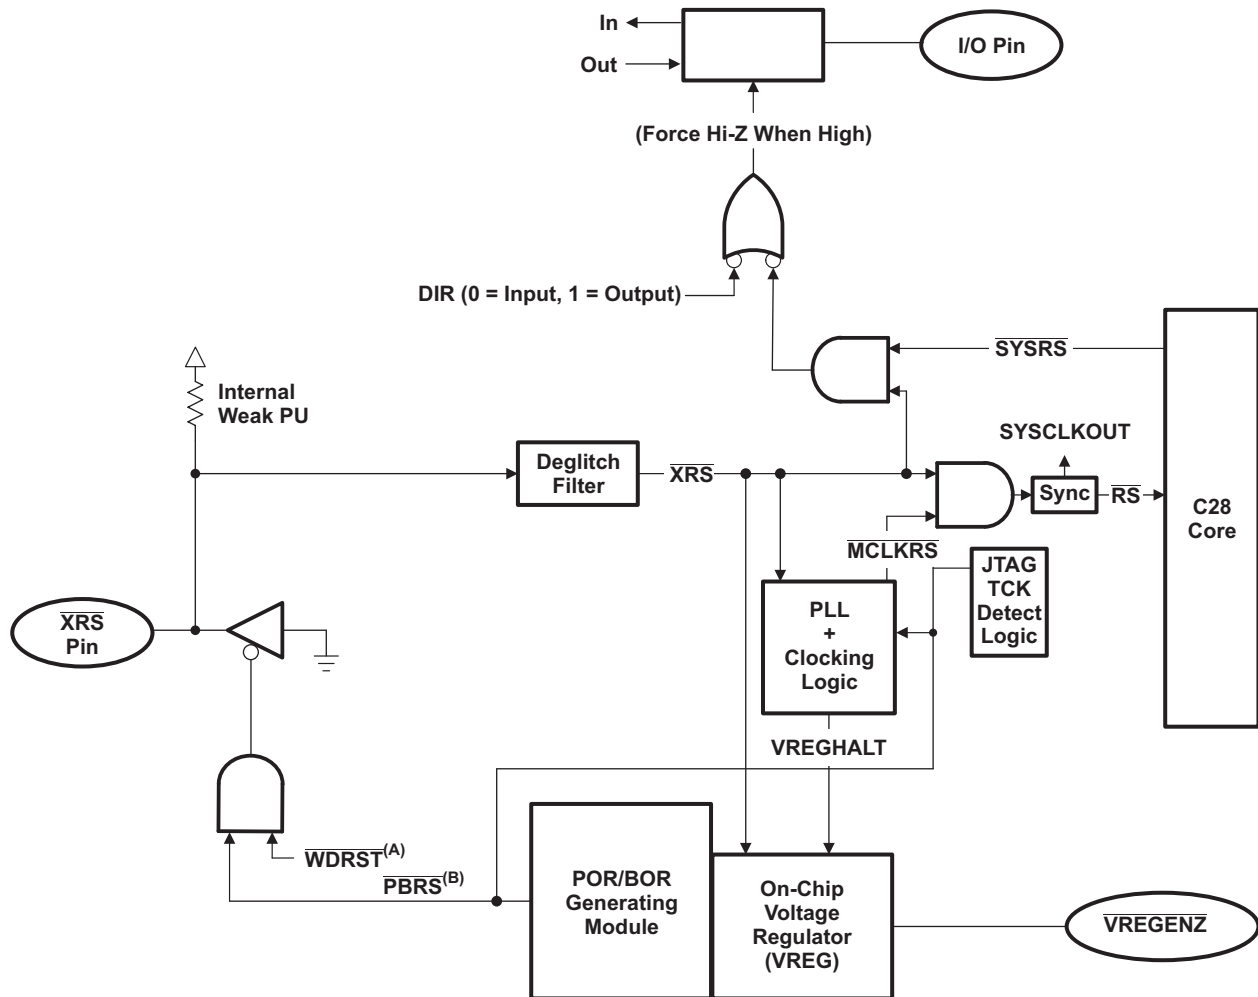 In
Out
I/O Pin
(Force Hi-Z When High)
DIR (0 = Input, 1 = Output)
SYSRS
Internal
Weak PU
SYSCLKOUT
Deglitch
Filter
XRS
Sync
RS
C28
Core
MCLKRS
JTAG
TCK
Detect
Logic
XRS
Pin
PLL
+
Clocking
Logic
VREGHALT
WDRST(A)
PBRS(B)
POR/BOR
Generating
Module
On-Chip
Voltage
Regulator
(VREG)
VREGENZ